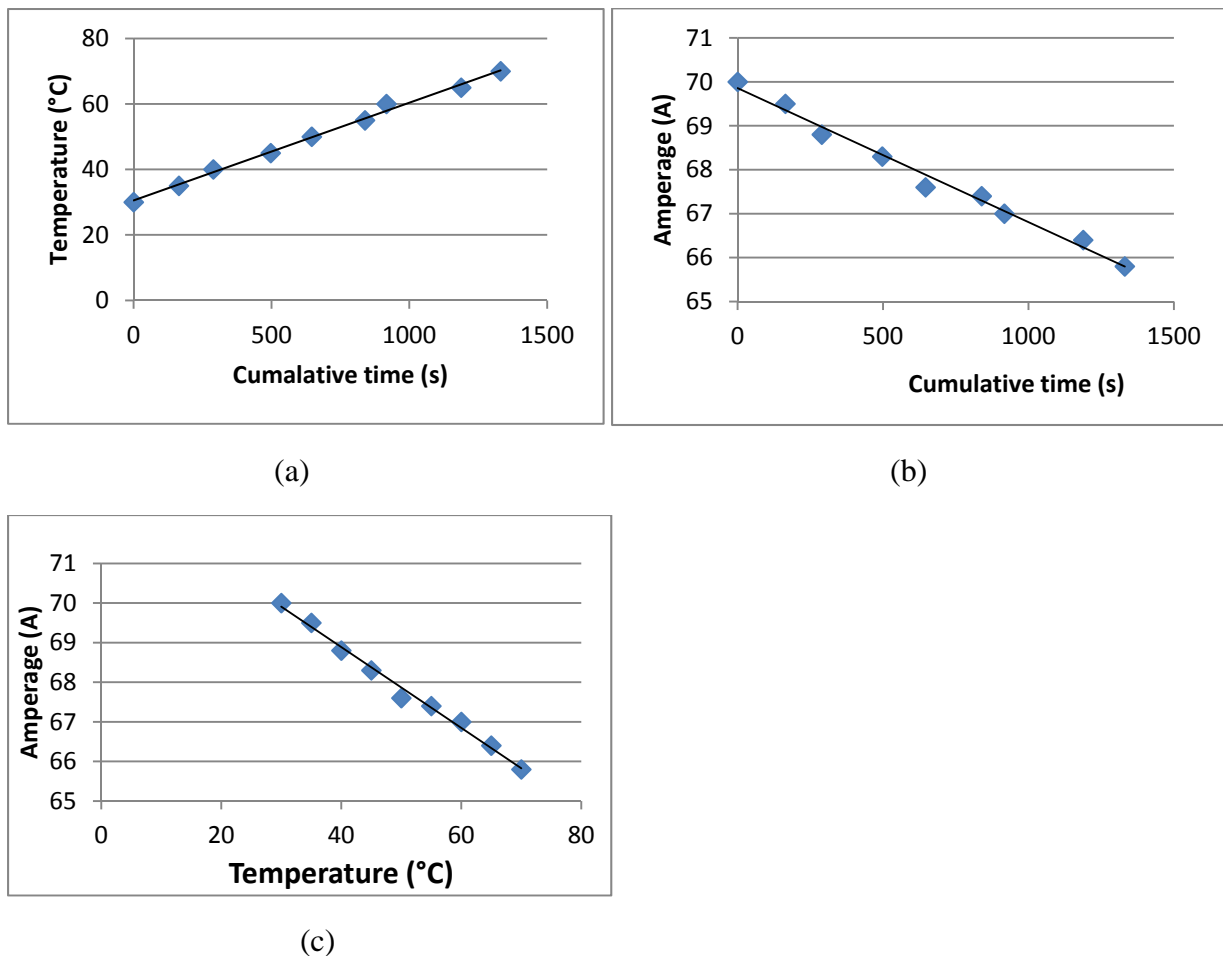 80
60
40
20
0
Temperature (°C)
0 500 1000 1500
Cumalative time (s)
(a)
71
70
69
68
67
66
65
Amperage (A)
0 500 1000 1500
Cumulative time (s)
(b)
71
70
69
68
67
66
65
Amperage (A)
0 20 40 60 80
Temperature (°C)
(c)